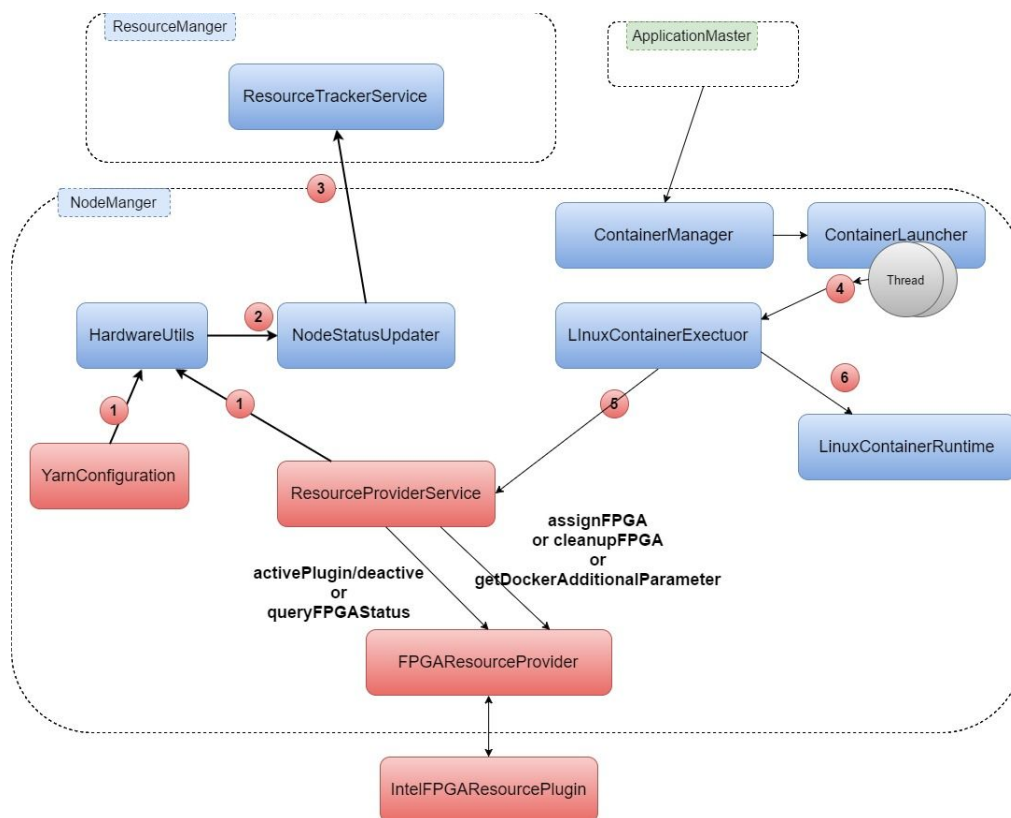 ResourceManger
ApplicationMaster
ResourceTrackerService
3
NodeManger
ContainerManager
ContainerLauncher
Thread
4
HardwareUtils
2
NodeStatusUpdater
LInuxContainerExectuor
6
1
1
5
YarnConfiguration
ResourceProviderService
LinuxContainerRuntime
assignFPGA
or cleanupFPGA
or
getDockerAdditionalParameter
activePlugin/deactive
or
queryFPGAStatus
FPGAResourceProvider
IntelFPGAResourcePlugin